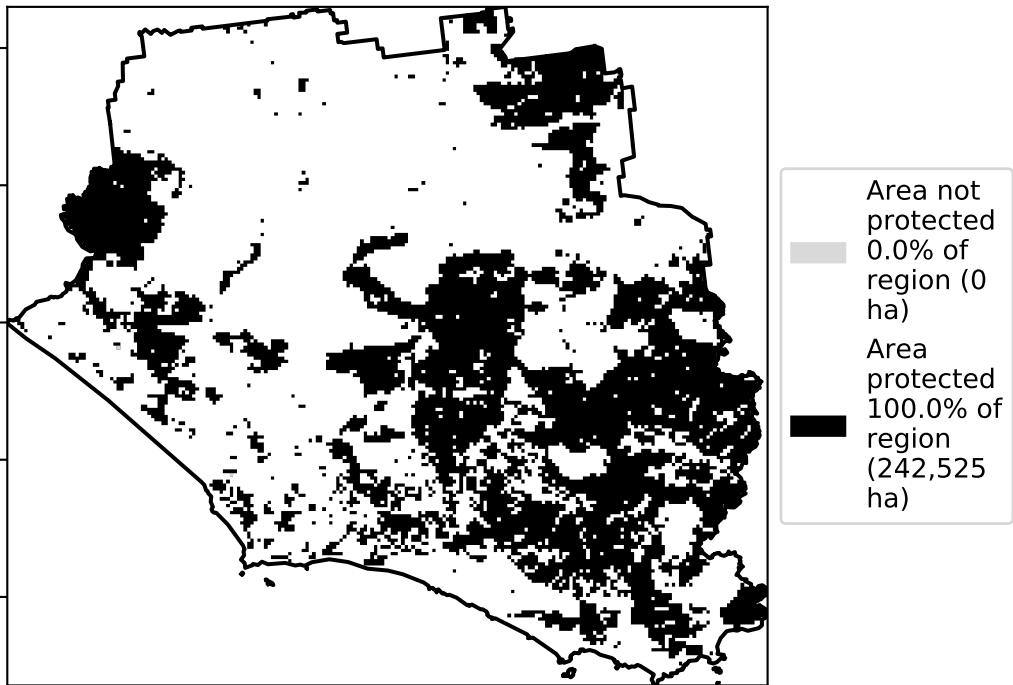 Area not
protected
0.0% of
region (0
ha)
Area
protected
100.0% of
region
(242,525
ha)